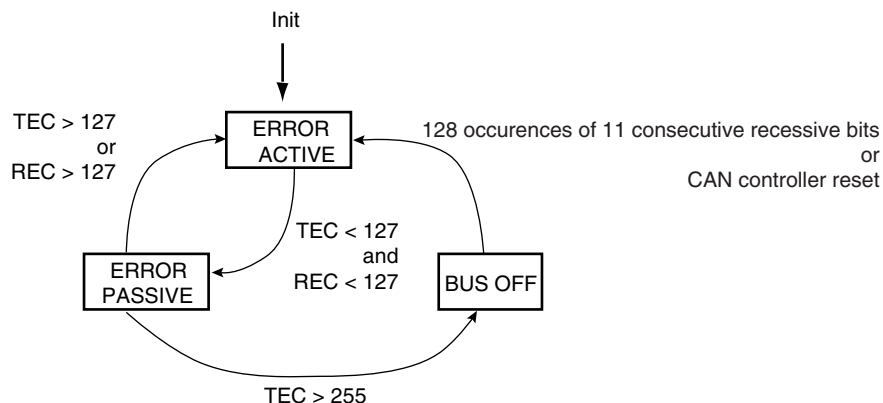 Init
TEC > 127
or
REC > 127
ERROR
ACTIVE
128 occurences of 11 consecutive recessive bits
or
CAN controller reset
TEC < 127
and
REC < 127
ERROR
PASSIVE
BUS OFF
TEC > 255